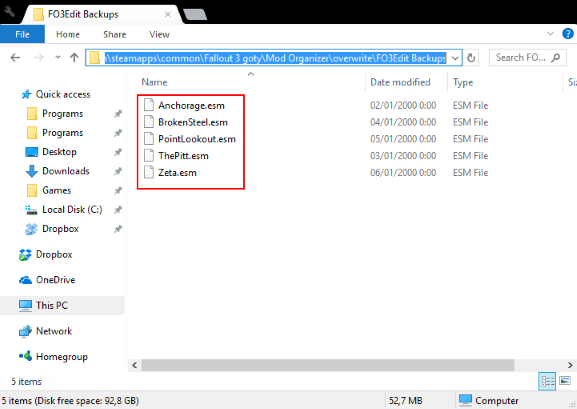 FO3Edit Backups
File Home Share View
\steamapps\common\Fallout 3 goty\Mod Organizer\overwrite\FO3Edit Backups
Search FO...
Name Date modified Type Siz
Quick access
Programs
Programs
Desktop
Downloads
Games
Local Disk (C:)
Dropbox
Dropbox
OneDrive
This PC
Network
Homegroup
Anchorage.esm 02/01/2000 0:00 ESM File
BrokenSteel.esm 04/01/2000 0:00 ESM File
PointLookout.esm 05/01/2000 0:00 ESM File
ThePitt.esm 03/01/2000 0:00 ESM File
Zeta.esm 06/01/2000 0:00 ESM File
5 items
5 items (Disk free space: 92,8 GB) 52,7 MB Computer